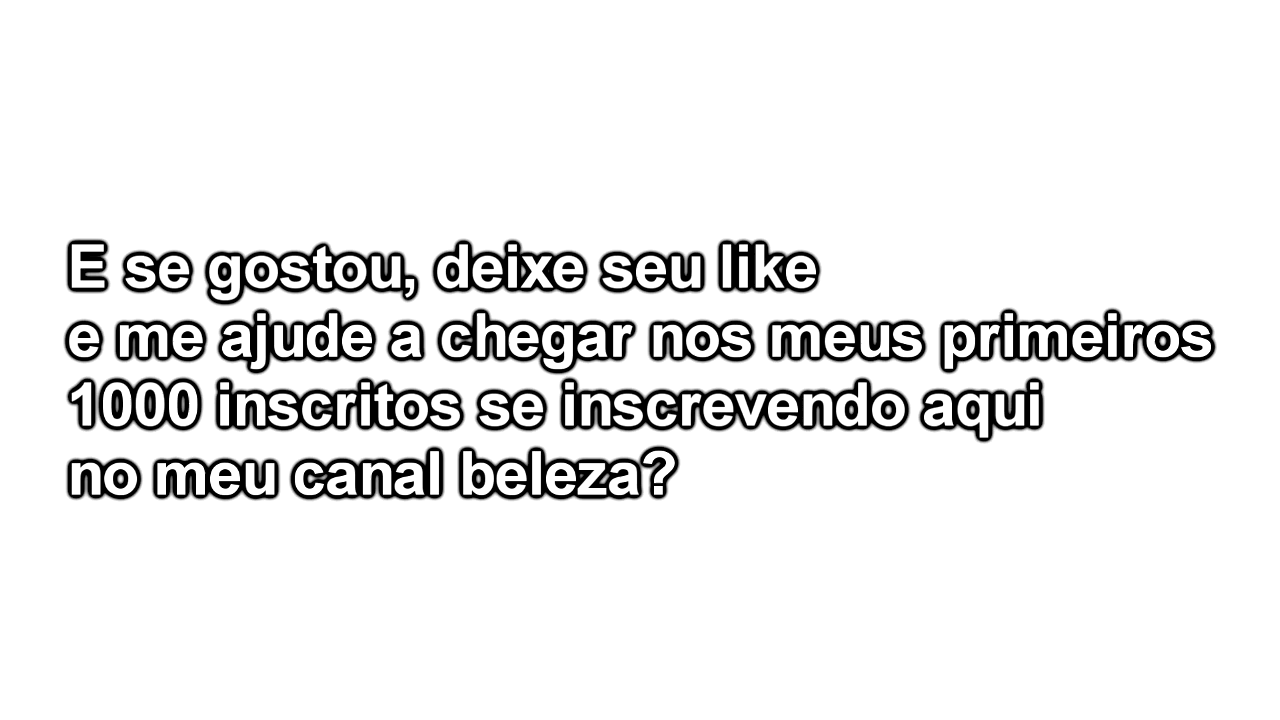 E se gostou, deixe seu like
e me ajude a chegar nos meus primeiros
1000 inscritos se inscrevendo aqui
no meu canal beleza?